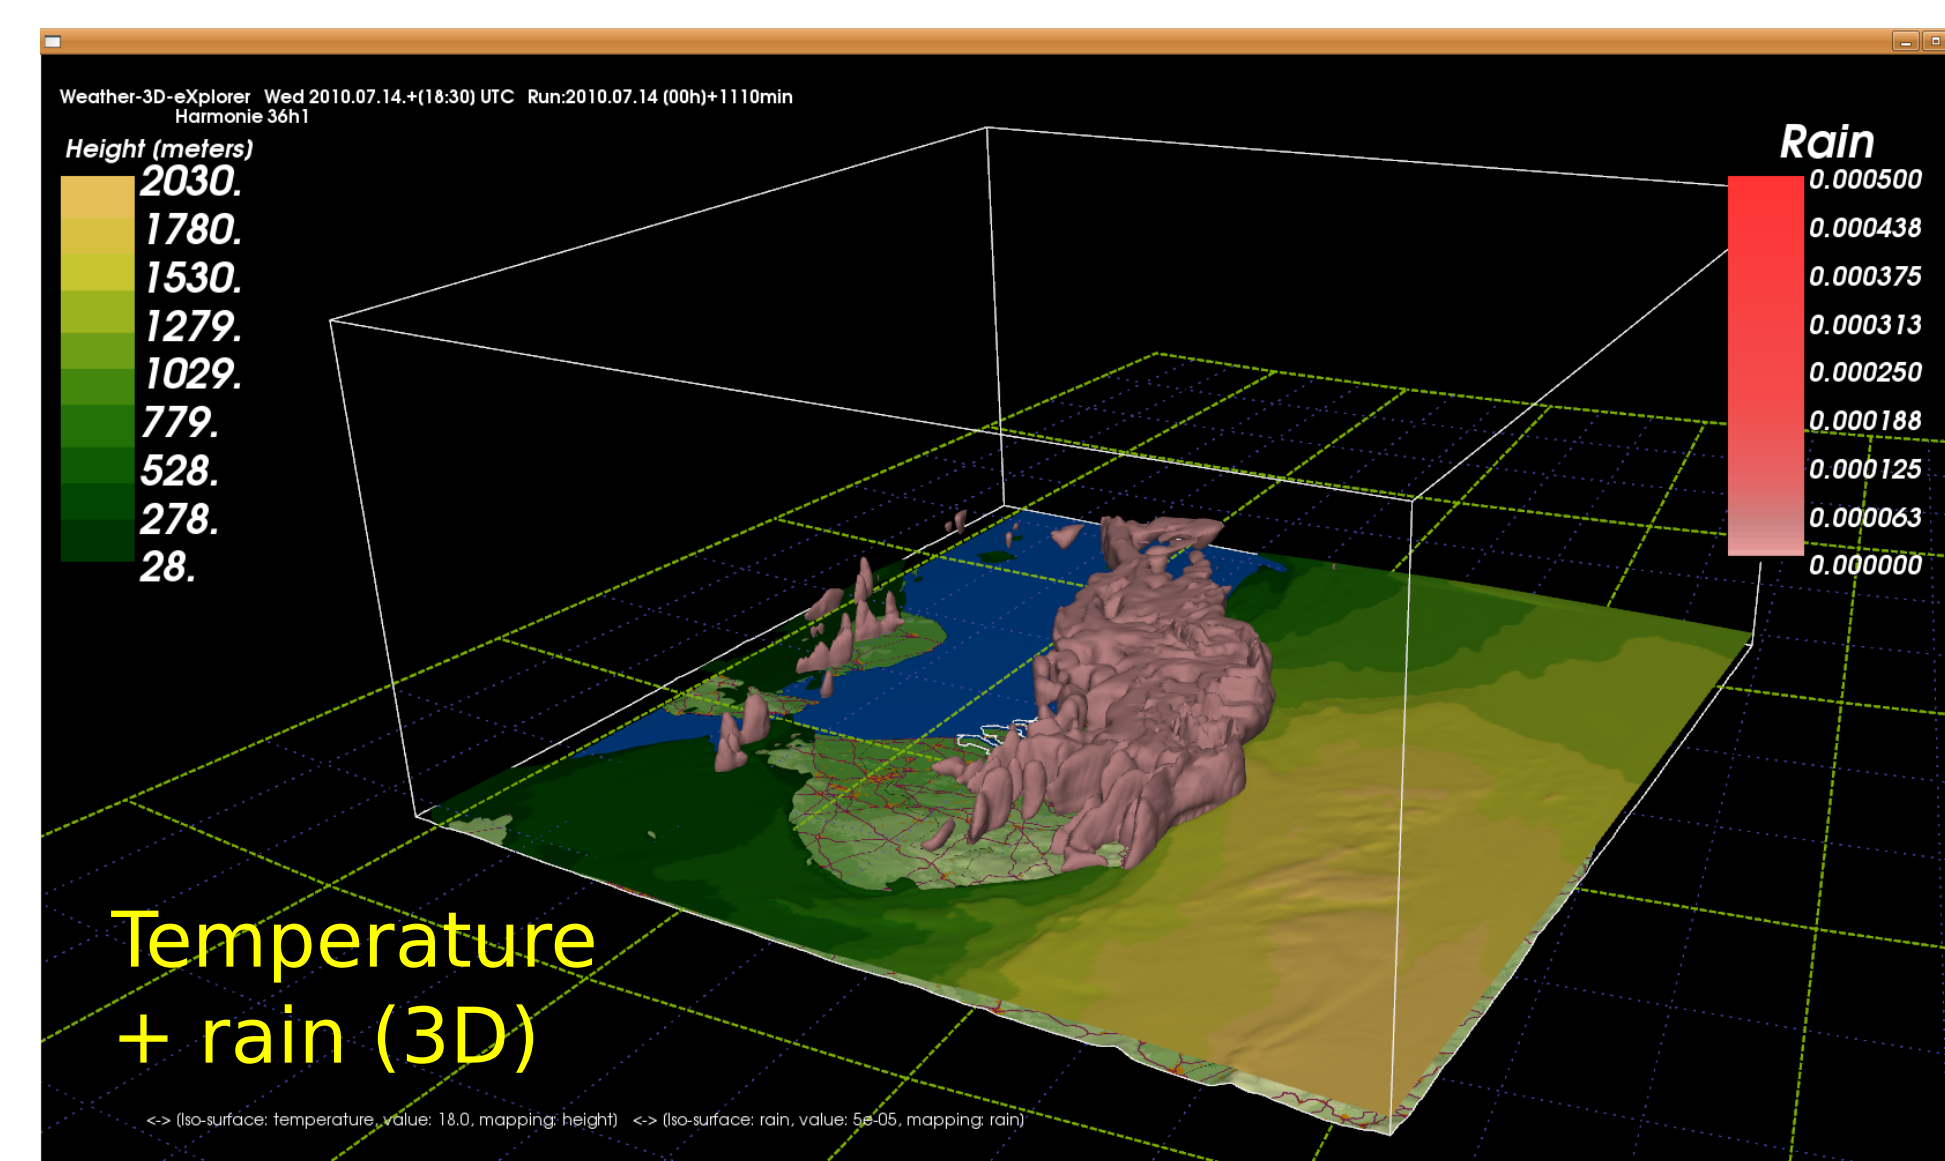 Weather-3D-eXplorer Wed 2010.07.14.+(18:30) UTC Run:2010.07.14 (00h)+1110min
Harmonie 36h1
Height (meters)
2030.
1780.
1530.
1279.
1029.
779.
528.
278.
28.
Rain
0.000500
0.000438
0.000375
0.000313
0.000250
0.000188
0.000125
0.000063
0.000000
Temperature
+ rain (3D)
<-> (Iso-surface: temperature, value: 18.0, mapping: height) <-> (Iso-surface: rain, value: 5e-05, mapping: rain)